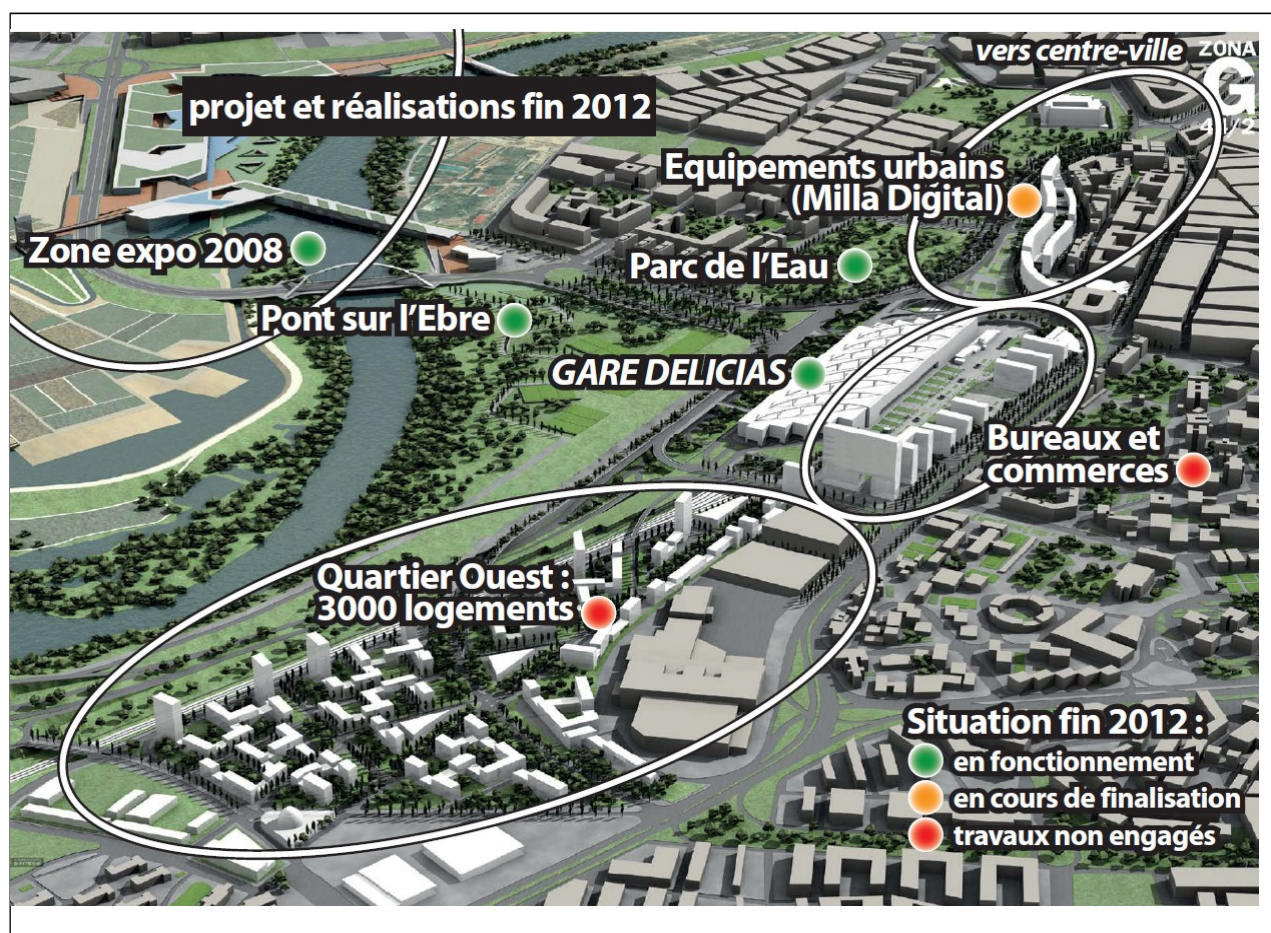 vers centre-ville
ZONA
G
projet et réalisations fin 2012
Equipements urbains
(Milla Digital)
Zone expo 2008
Parc de l'Eau
Pont sur l'Ebre
GARE DELICIAS
Bureaux et
commerces
Quartier Ouest :
3000 logements
Situation fin 2012 :
en fonctionnement
en cours de finalisation
travaux non engagés